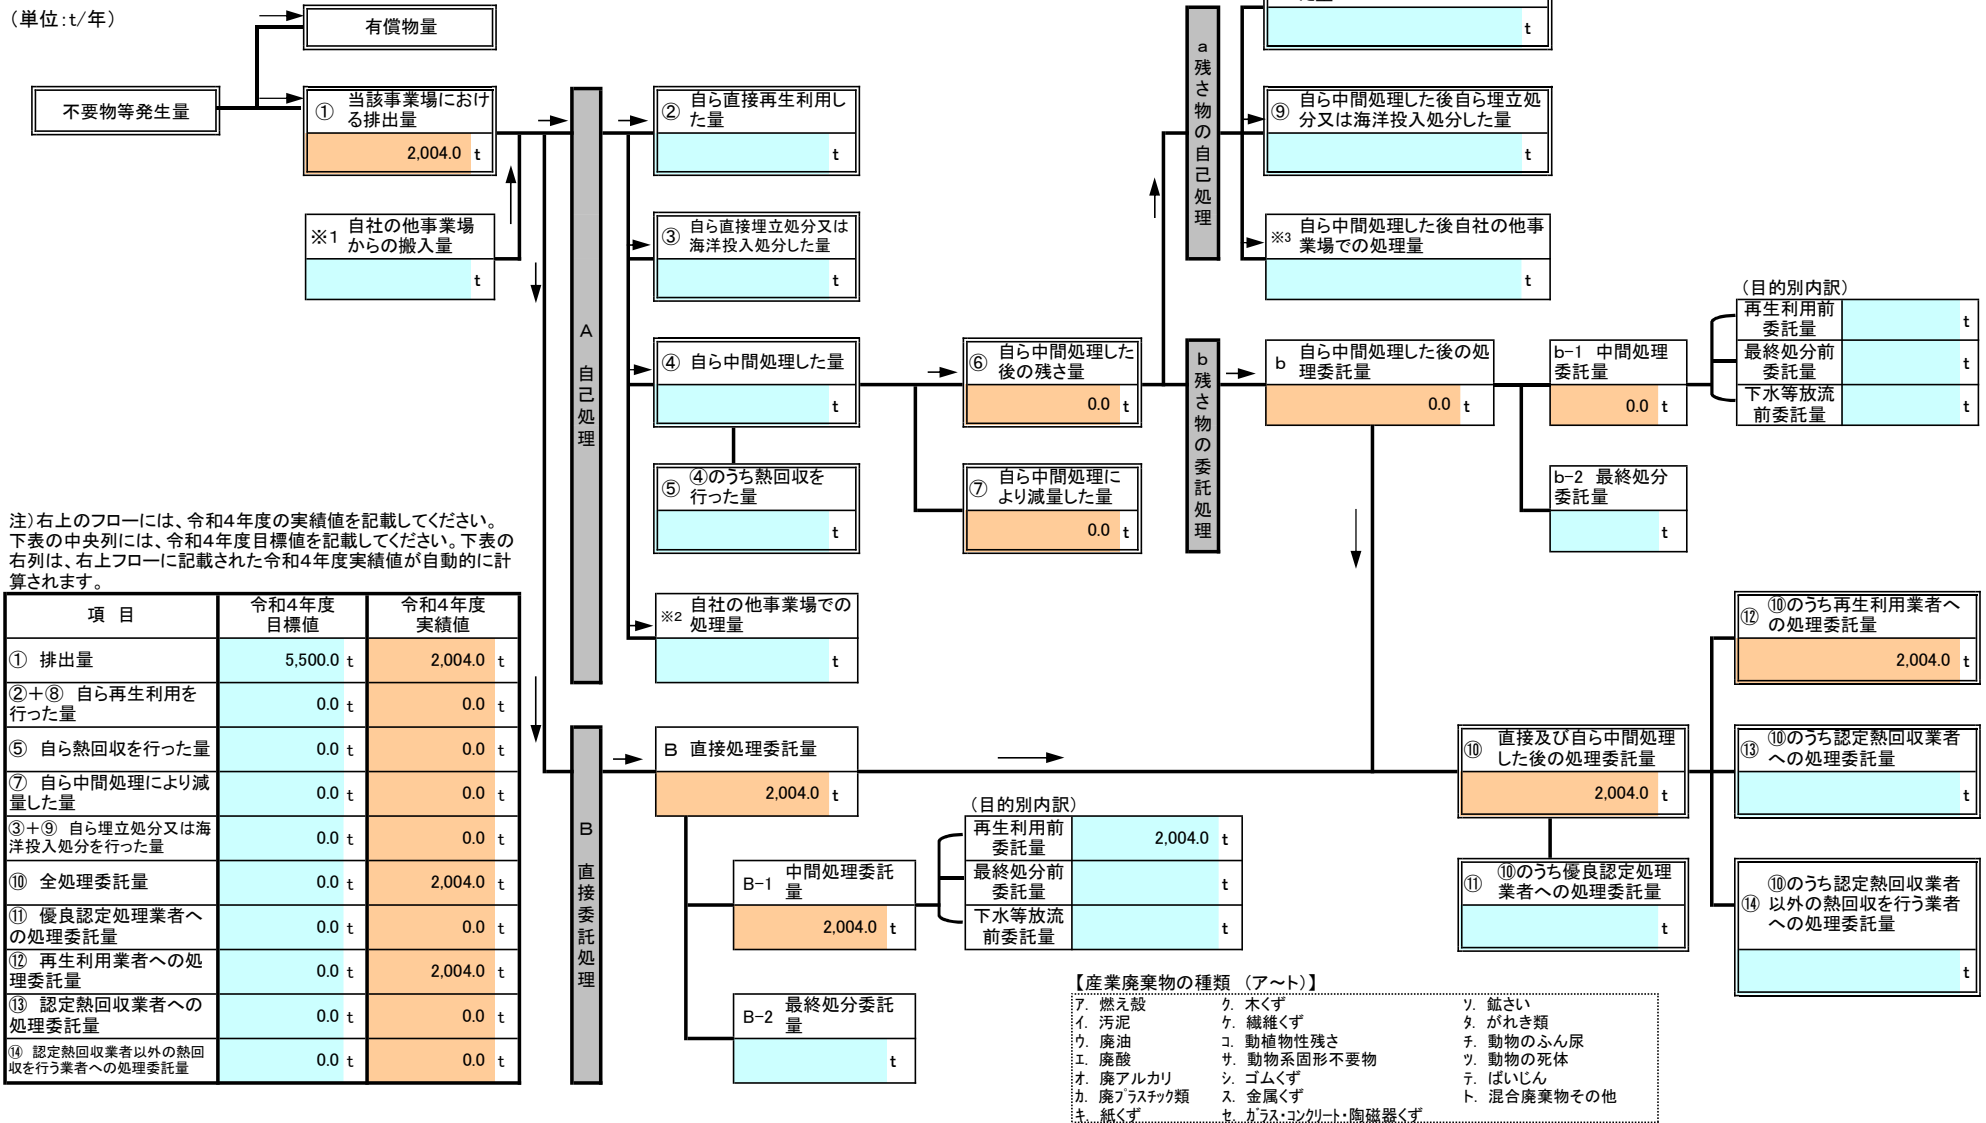 （単位：t/年）
有償物量
不要物等発生量
① 当該事業場におけ
る排出量
2,004.0 t
※1 自社の他事業場
からの搬入量
t
A 自己処理
② 自ら直接再生利用し
た量
t
③ 自ら直接埋立処分又は
海洋投入処分した量
t
④ 自ら中間処理した量
t
⑤ ④のうち熱回収を
行った量
t
※2 自社の他事業場での
処理量
t
⑥ 自ら中間処理した
後の残さ量
0.0 t
⑦ 自ら中間処理に
より減量した量
0.0 t
a 残さ物の自己処理
t
⑨ 自ら中間処理した後自ら埋立処
分又は海洋投入処分した量
t
※3 自ら中間処理した後自社の他事
業場での処理量
t
b 残さ物の委託処理
b 自ら中間処理した後の処
理委託量
0.0 t
b-1 中間処理
委託量
0.0 t
b-2 最終処分
委託量
t
（目的別内訳）
再生利用前
委託量
t
最終処分前
委託量
t
下水等放流
前委託量
t
注）右上のフローには、令和4年度の実績値を記載してください。
下表の中央列には、令和4年度目標値を記載してください。下表の
右列は、右上フローに記載された令和4年度実績値が自動的に計
算されます。
項 目 令和4年度 目標値 令和4年度 実績値
① 排出量 5,500.0 t 2,004.0 t
②＋⑧ 自ら再生利用を
行った量 0.0 t 0.0 t
⑤ 自ら熱回収を行った量 0.0 t 0.0 t
⑦ 自ら中間処理により減
量した量 0.0 t 0.0 t
③＋⑨ 自ら埋立処分又は海
洋投入処分を行った量 0.0 t 0.0 t
⑩ 全処理委託量 0.0 t 2,004.0 t
⑪ 優良認定処理業者へ
の処理委託量 0.0 t 0.0 t
⑫ 再生利用業者への処
理委託量 0.0 t 2,004.0 t
⑬ 認定熱回収業者への
処理委託量 0.0 t 0.0 t
⑭ 認定熱回収業者以外の熱回
収を行う業者への処理委託量 0.0 t 0.0 t
B 直接委託処理
B 直接処理委託量
2,004.0 t
B-1 中間処理委託
量
2,004.0 t
B-2 最終処分委託
量
t
（目的別内訳）
再生利用前
委託量
2,004.0 t
最終処分前
委託量
t
下水等放流
前委託量
t
⑩ 直接及び自ら中間処理
した後の処理委託量
2,004.0 t
⑪ ⑩のうち優良認定処理
業者への処理委託量
t
⑫ ⑩のうち再生利用業者へ
の処理委託量
2,004.0 t
⑬ ⑩のうち認定熱回収業者
への処理委託量
t
⑭ ⑩のうち認定熱回収業者
以外の熱回収を行う業者
への処理委託量
t
【産業廃棄物の種類 （ア～ト）】
ア. 燃え殻 ク. 木くず ソ. 鉱さい
イ. 汚泥 ケ. 繊維くず タ. がれき類
ウ. 廃油 コ. 動植物性残さ チ. 動物のふん尿
エ. 廃酸 サ. 動物系固形不要物 ツ. 動物の死体
オ. 廃アルカリ シ. ゴムくず テ. ばいじん
カ. 廃プラスチック類 ス. 金属くず ト. 混合廃棄物その他
キ. 紙くず セ. ガラス・コンクリート・陶磁器くず